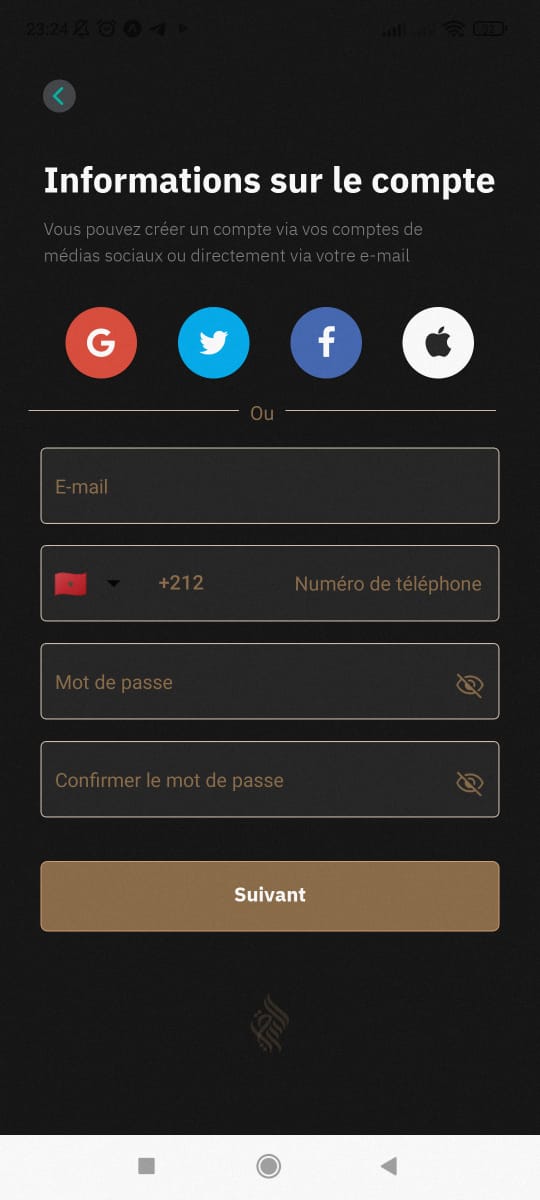 23:24
92
Informations sur le compte
Vous pouvez créer un compte via vos comptes de
médias sociaux ou directement via votre e-mail
Ou
E-mail
+212 Numéro de téléphone
Mot de passe
Confirmer le mot de passe
Suivant